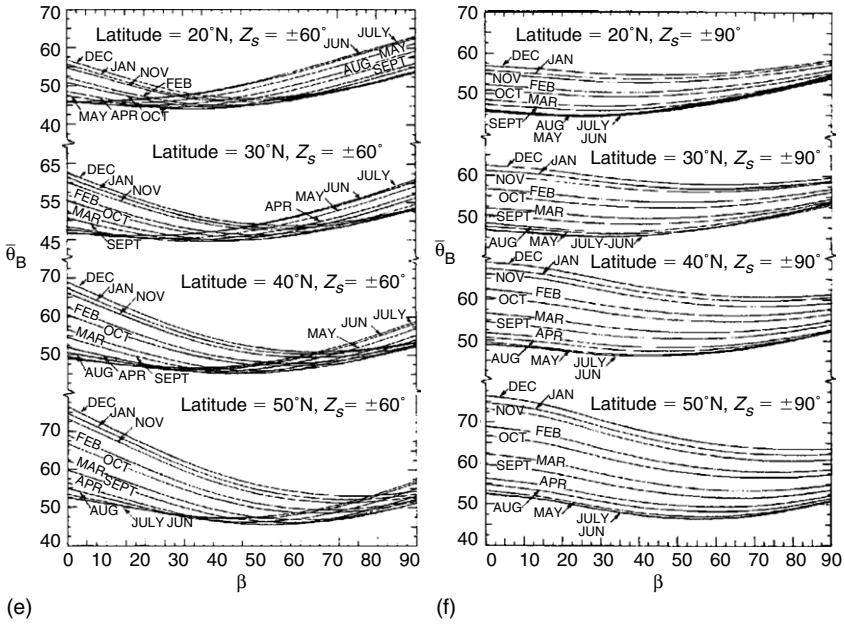 Latitude = 20°N, Zs = ±60°
70
60
50
40
DEC
JAN
NOV
FEB
MAY APR OCT
JUN
JULY
MAY
AUG
SEPT
Latitude = 30°N, Zs = ±60°
65
55
45
DEC
JAN
NOV
FEB
OCT
MAR
SEPT
APR
MAY
JUN
JULY
θ̄B
Latitude = 40°N, Zs = ±60°
70
60
50
DEC
JAN
NOV
FEB
OCT
MAR
AUG APR SEPT
MAY
JUN
JULY
Latitude = 50°N, Zs = ±60°
70
60
50
40
DEC
JAN
NOV
FEB
OCT
MAR
SEPT
APR
AUG
JULY JUN
0 10 20 30 40 50 60 70 80 90
β
(e)
Latitude = 20°N, Zs = ±90°
70
60
50
DEC
JAN
NOV
FEB
OCT
MAR
SEPT
AUG
MAY
JULY
JUN
Latitude = 30°N, Zs = ±90°
60
50
DEC
JAN
NOV
FEB
OCT
MAR
SEPT
AUG
MAY
JULY-JUN
θ̄B
Latitude = 40°N, Zs = ±90°
70
60
50
DEC
JAN
NOV
FEB
OCT
MAR
SEPT
APR
AUG
MAY
JULY
JUN
Latitude = 50°N, Zs = ±90°
70
60
50
40
DEC
JAN
NOV
FEB
OCT
MAR
SEPT
APR
AUG
MAY
JULY
JUN
0 10 20 30 40 50 60 70 80 90
β
(f)